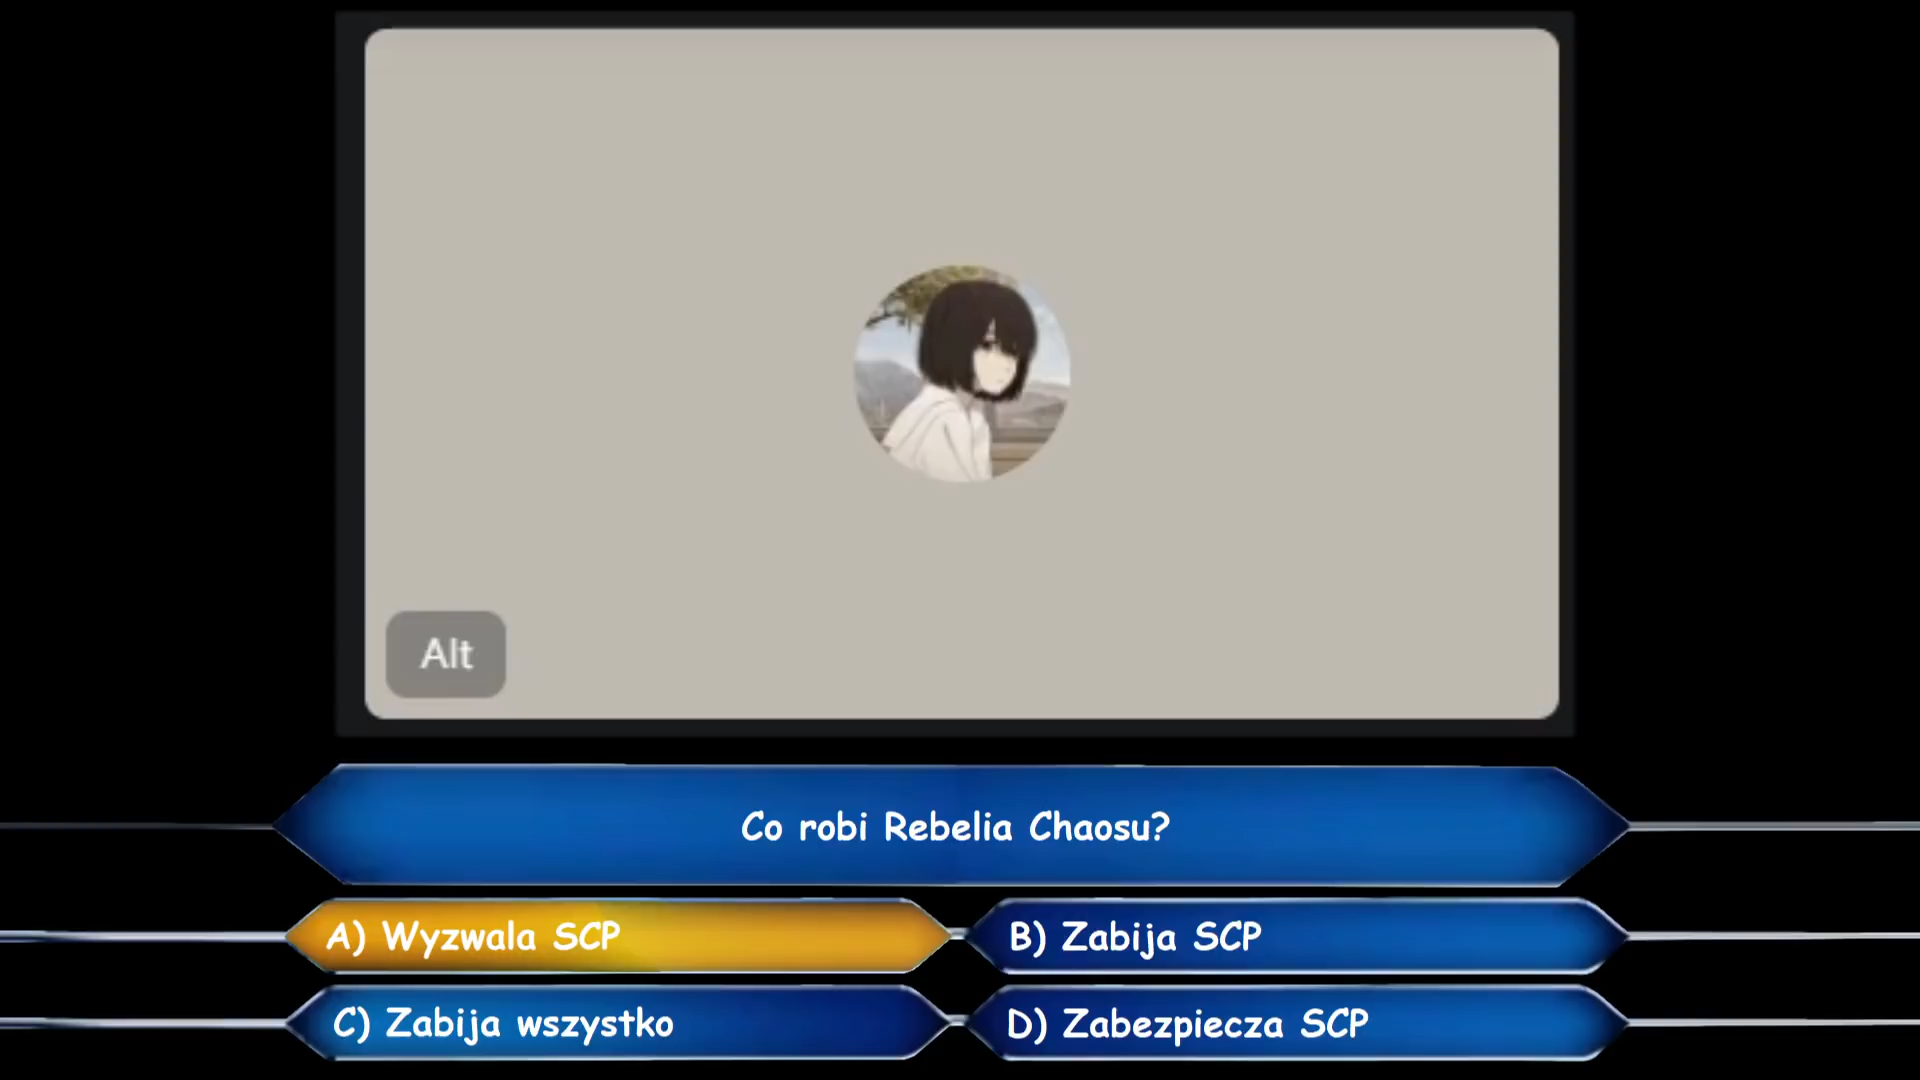 Alt
Co robi Rebelia Chaosu?
A) Wyzwala SCP
B) Zabija SCP
C) Zabija wszystko
D) Zabezpiecza SCP